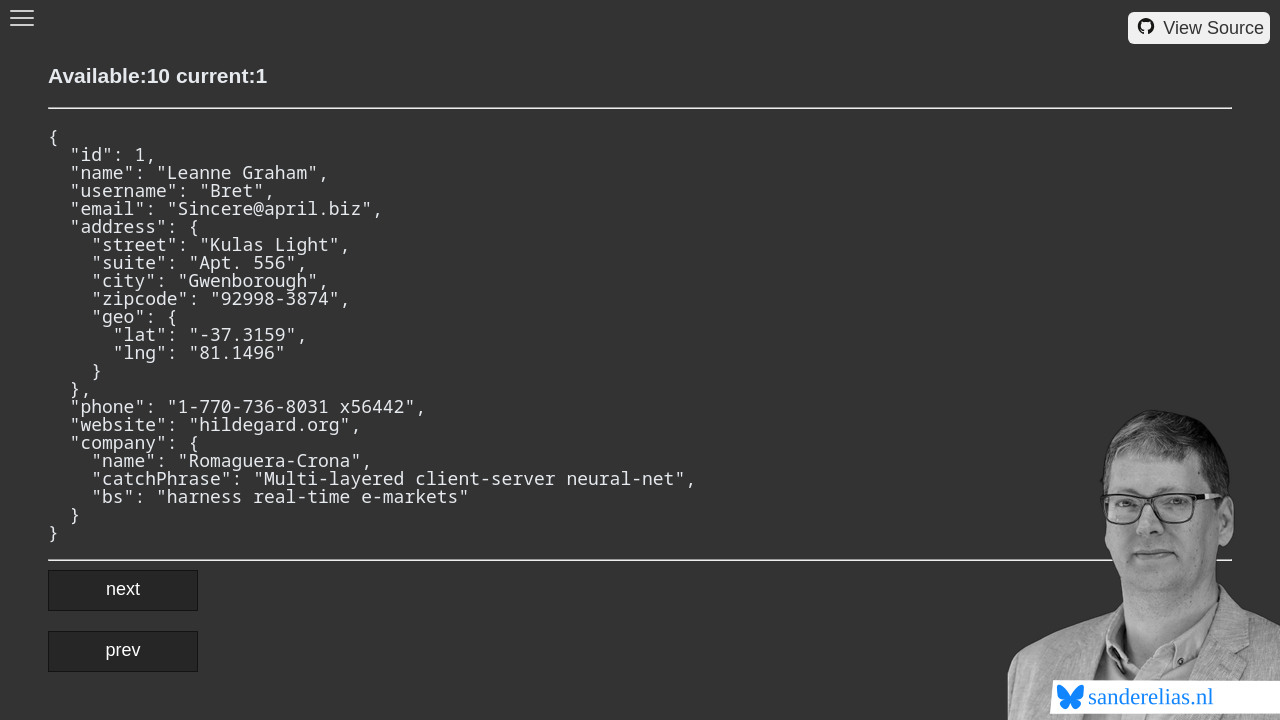 View Source
Available:10 current:1
{
  "id": 1,
  "name": "Leanne Graham",
  "username": "Bret",
  "email": "Sincere@april.biz",
  "address": {
    "street": "Kulas Light",
    "suite": "Apt. 556",
    "city": "Gwenborough",
    "zipcode": "92998-3874",
    "geo": {
      "lat": "-37.3159",
      "lng": "81.1496"
    }
  },
  "phone": "1-770-736-8031 x56442",
  "website": "hildegard.org",
  "company": {
    "name": "Romaguera-Crona",
    "catchPhrase": "Multi-layered client-server neural-net",
    "bs": "harness real-time e-markets"
  }
}
next
prev
sanderelias.nl